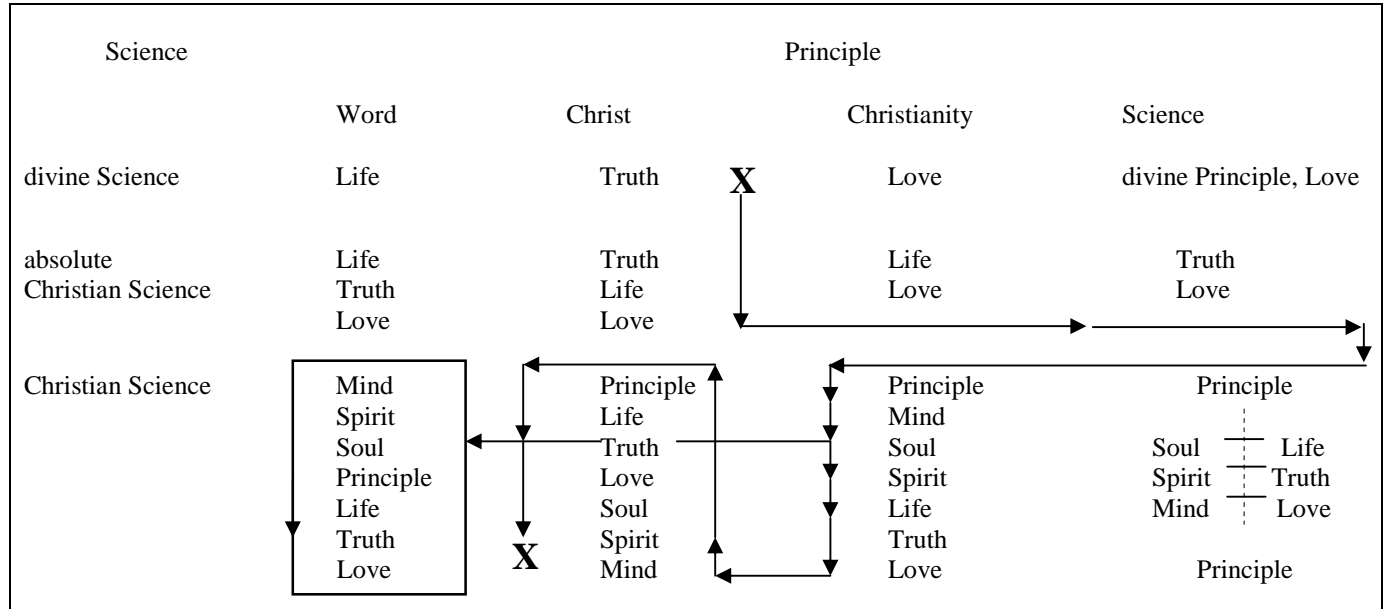 Science Principle
Word Christ Christianity Science
divine Science Life Truth X Love divine Principle, Love
absolute Life Truth Life Truth
Christian Science Truth Life Love Love
Love Love
Christian Science Mind Principle Principle Principle
Spirit Life Mind
Soul Truth Soul Soul Life
Principle Love Spirit Spirit Truth
Life Soul Life Mind Love
Truth X Spirit Truth
Love Mind Love Principle